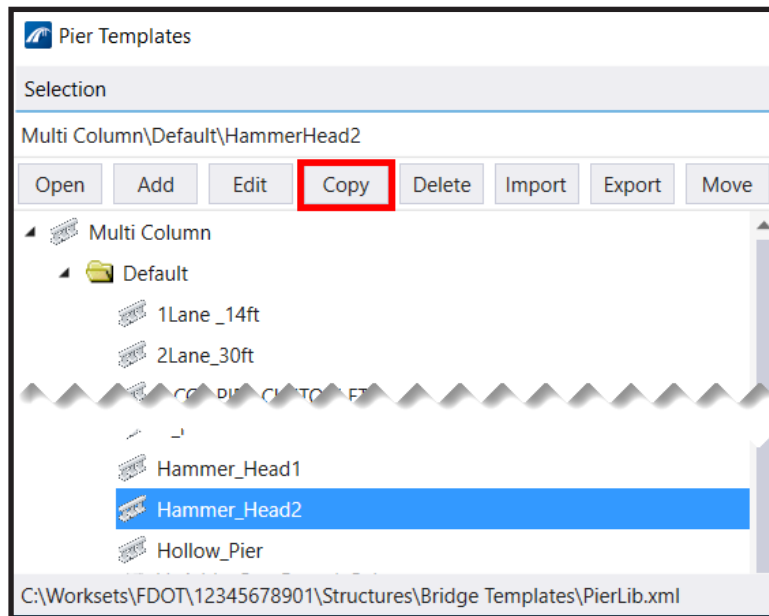 Pier Templates
Selection
Multi Column\Default\HammerHead2
Open Add Edit Copy Delete Import Export Move
Multi Column
Default
1Lane _14ft
2Lane_30ft
Hammer_Head1
Hammer_Head2
Hollow_Pier
C:\Worksets\FDOT\12345678901\Structures\Bridge Templates\PierLib.xml